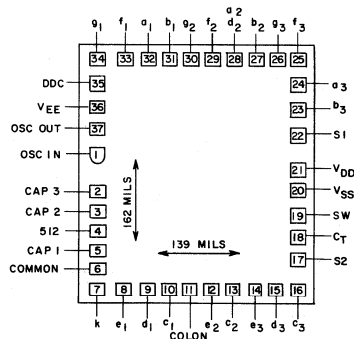 a₂
g₁ f₁ a₁ b₁ g₂ f₂ d₂ b₂ g₃ f₃
34 33 32 31 30 29 28 27 26 25
DDC 35 24 a₃
VEE 36 23 b₃
OSC OUT 37 22 S1
OSC IN 1 21 VDD
CAP 3 2 20 VSS
CAP 2 3 19 SW
512 4 18 CT
CAP 1 5 17 S2
COMMON 6
162 MILS
139 MILS
7 8 9 10 11 12 13 14 15 16
k e₁ d₁ c₁ COLON e₂ c₂ e₃ d₃ c₃